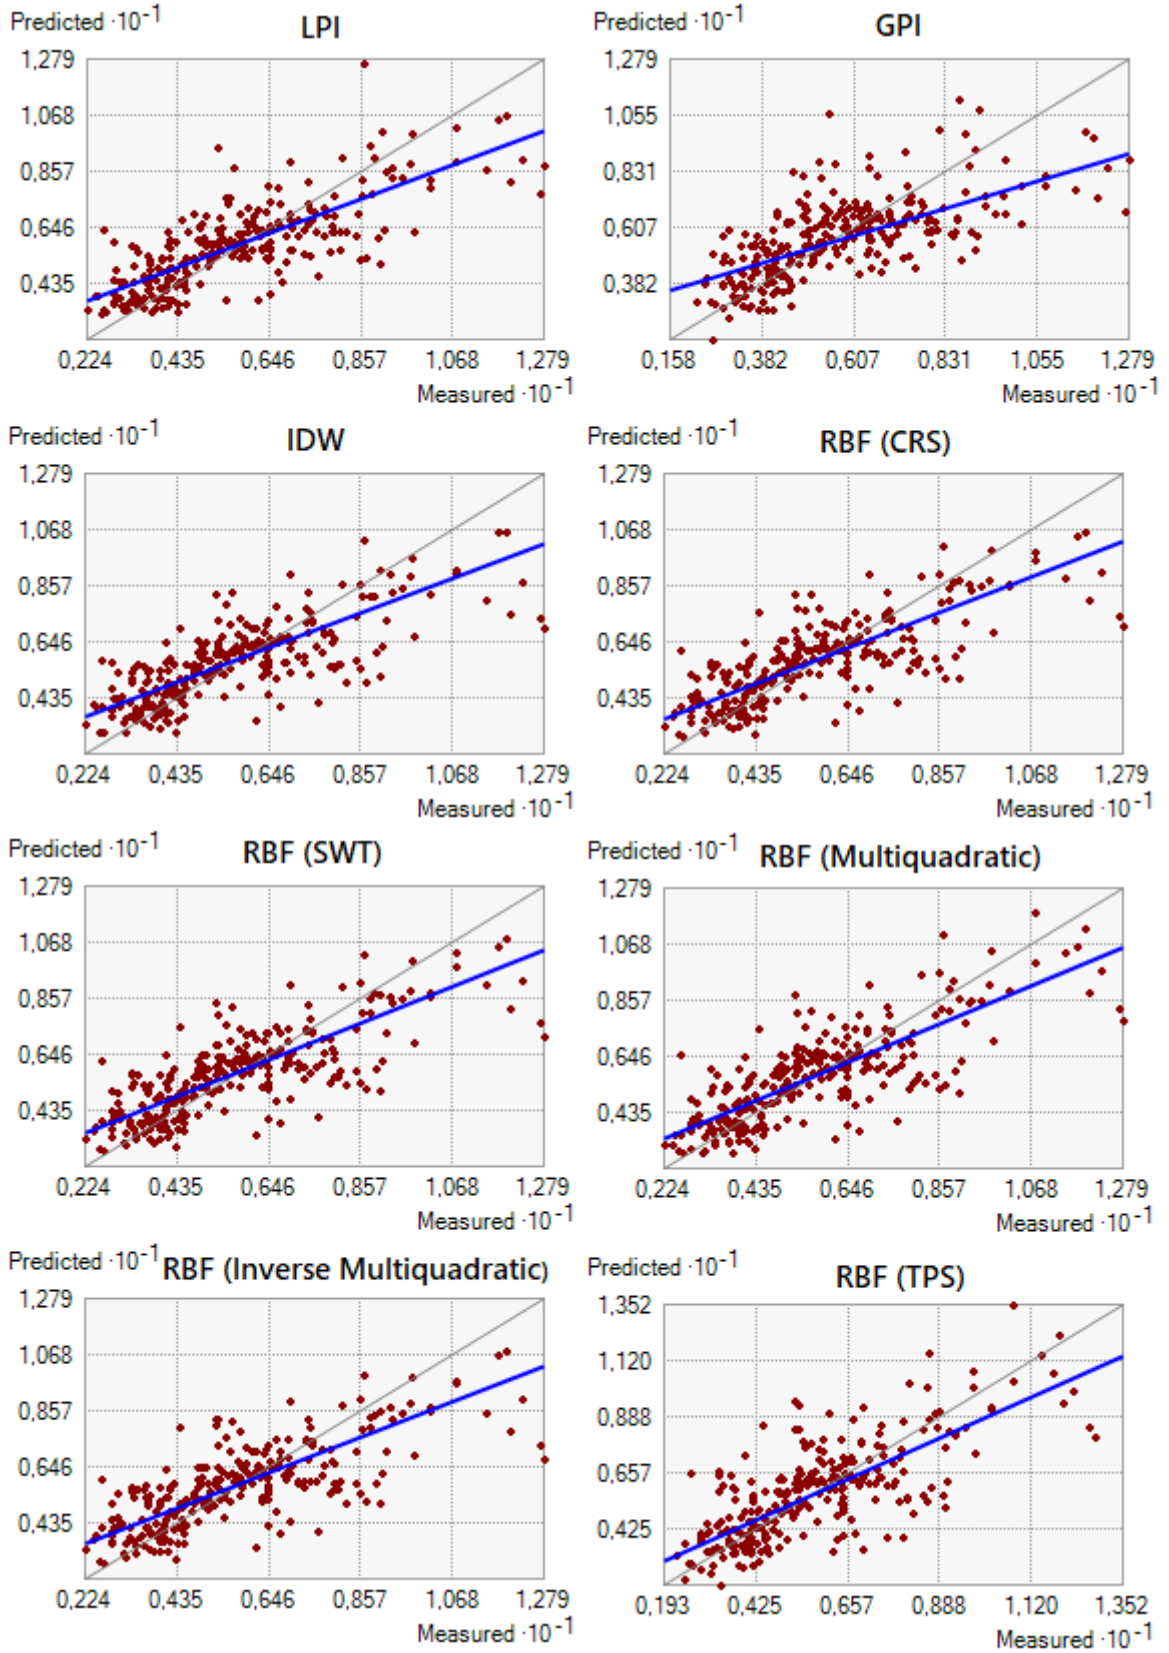 Predicted ·10⁻¹
LPI
1,279
1,068
0,857
0,646
0,435
0,224 0,435 0,646 0,857 1,068 1,279
Measured ·10⁻¹
Predicted ·10⁻¹
GPI
1,279
1,055
0,831
0,607
0,382
0,158 0,382 0,607 0,831 1,055 1,279
Measured ·10⁻¹
Predicted ·10⁻¹
IDW
1,279
1,068
0,857
0,646
0,435
0,224 0,435 0,646 0,857 1,068 1,279
Measured ·10⁻¹
Predicted ·10⁻¹
RBF (CRS)
1,279
1,068
0,857
0,646
0,435
0,224 0,435 0,646 0,857 1,068 1,279
Measured ·10⁻¹
Predicted ·10⁻¹
RBF (SWT)
1,279
1,068
0,857
0,646
0,435
0,224 0,435 0,646 0,857 1,068 1,279
Measured ·10⁻¹
Predicted ·10⁻¹
RBF (Multiquadratic)
1,279
1,068
0,857
0,646
0,435
0,224 0,435 0,646 0,857 1,068 1,279
Measured ·10⁻¹
Predicted ·10⁻¹
RBF (Inverse Multiquadratic)
1,279
1,068
0,857
0,646
0,435
0,224 0,435 0,646 0,857 1,068 1,279
Measured ·10⁻¹
Predicted ·10⁻¹
RBF (TPS)
1,352
1,120
0,888
0,657
0,425
0,193 0,425 0,657 0,888 1,120 1,352
Measured ·10⁻¹